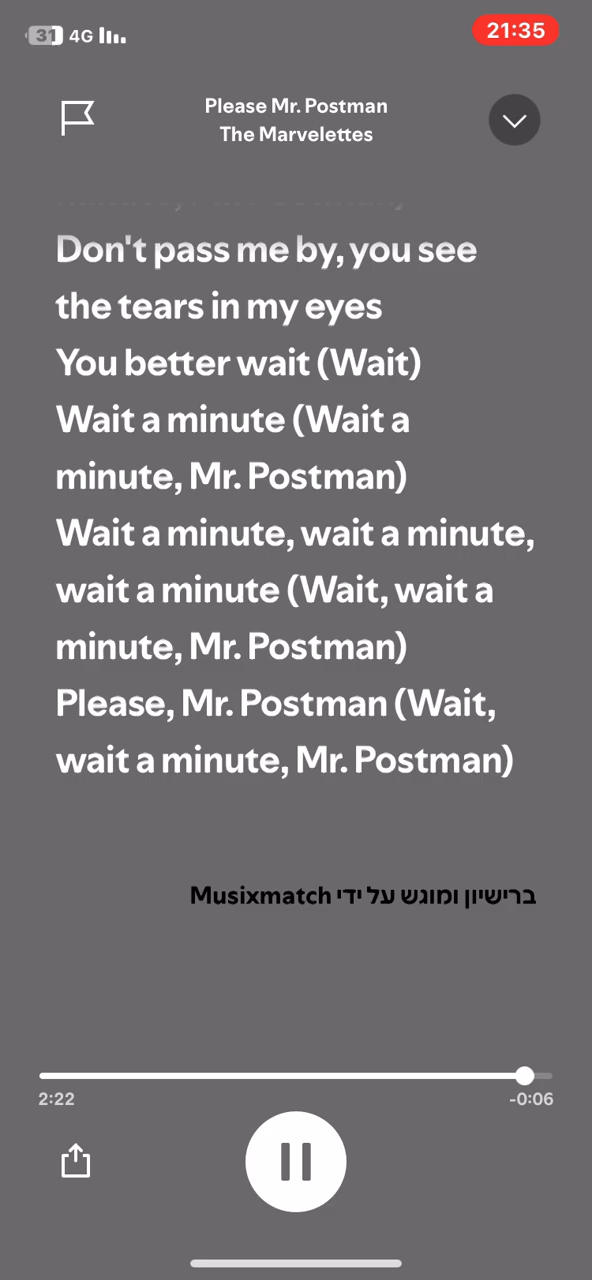 31 4G 21:35
Please Mr. Postman
The Marvelettes
Don't pass me by, you see
the tears in my eyes
You better wait (Wait)
Wait a minute (Wait a
minute, Mr. Postman)
Wait a minute, wait a minute,
wait a minute (Wait, wait a
minute, Mr. Postman)
Please, Mr. Postman (Wait,
wait a minute, Mr. Postman)
ברישיון ומוגש על ידי Musixmatch
2:22 -0:06